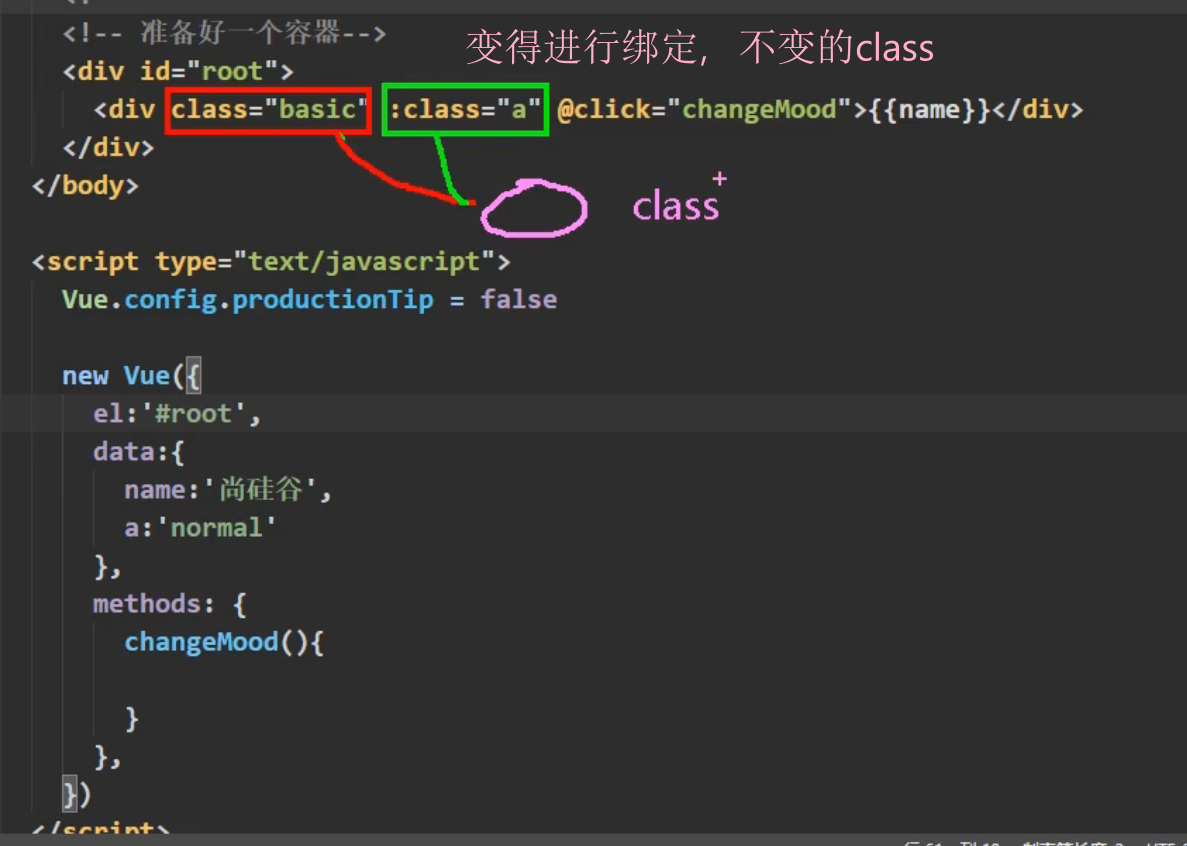 <!-- 准备好一个容器-->
变得进行绑定，不变的class
<div id="root">
<div class="basic" :class="a" @click="changeMood">{{name}}</div>
</div>
</body>
class+
<script type="text/javascript">
Vue.config.productionTip = false
new Vue({
el:'#root',
data:{
name:'尚硅谷',
a:'normal'
},
methods: {
changeMood(){
}
},
})
</script>